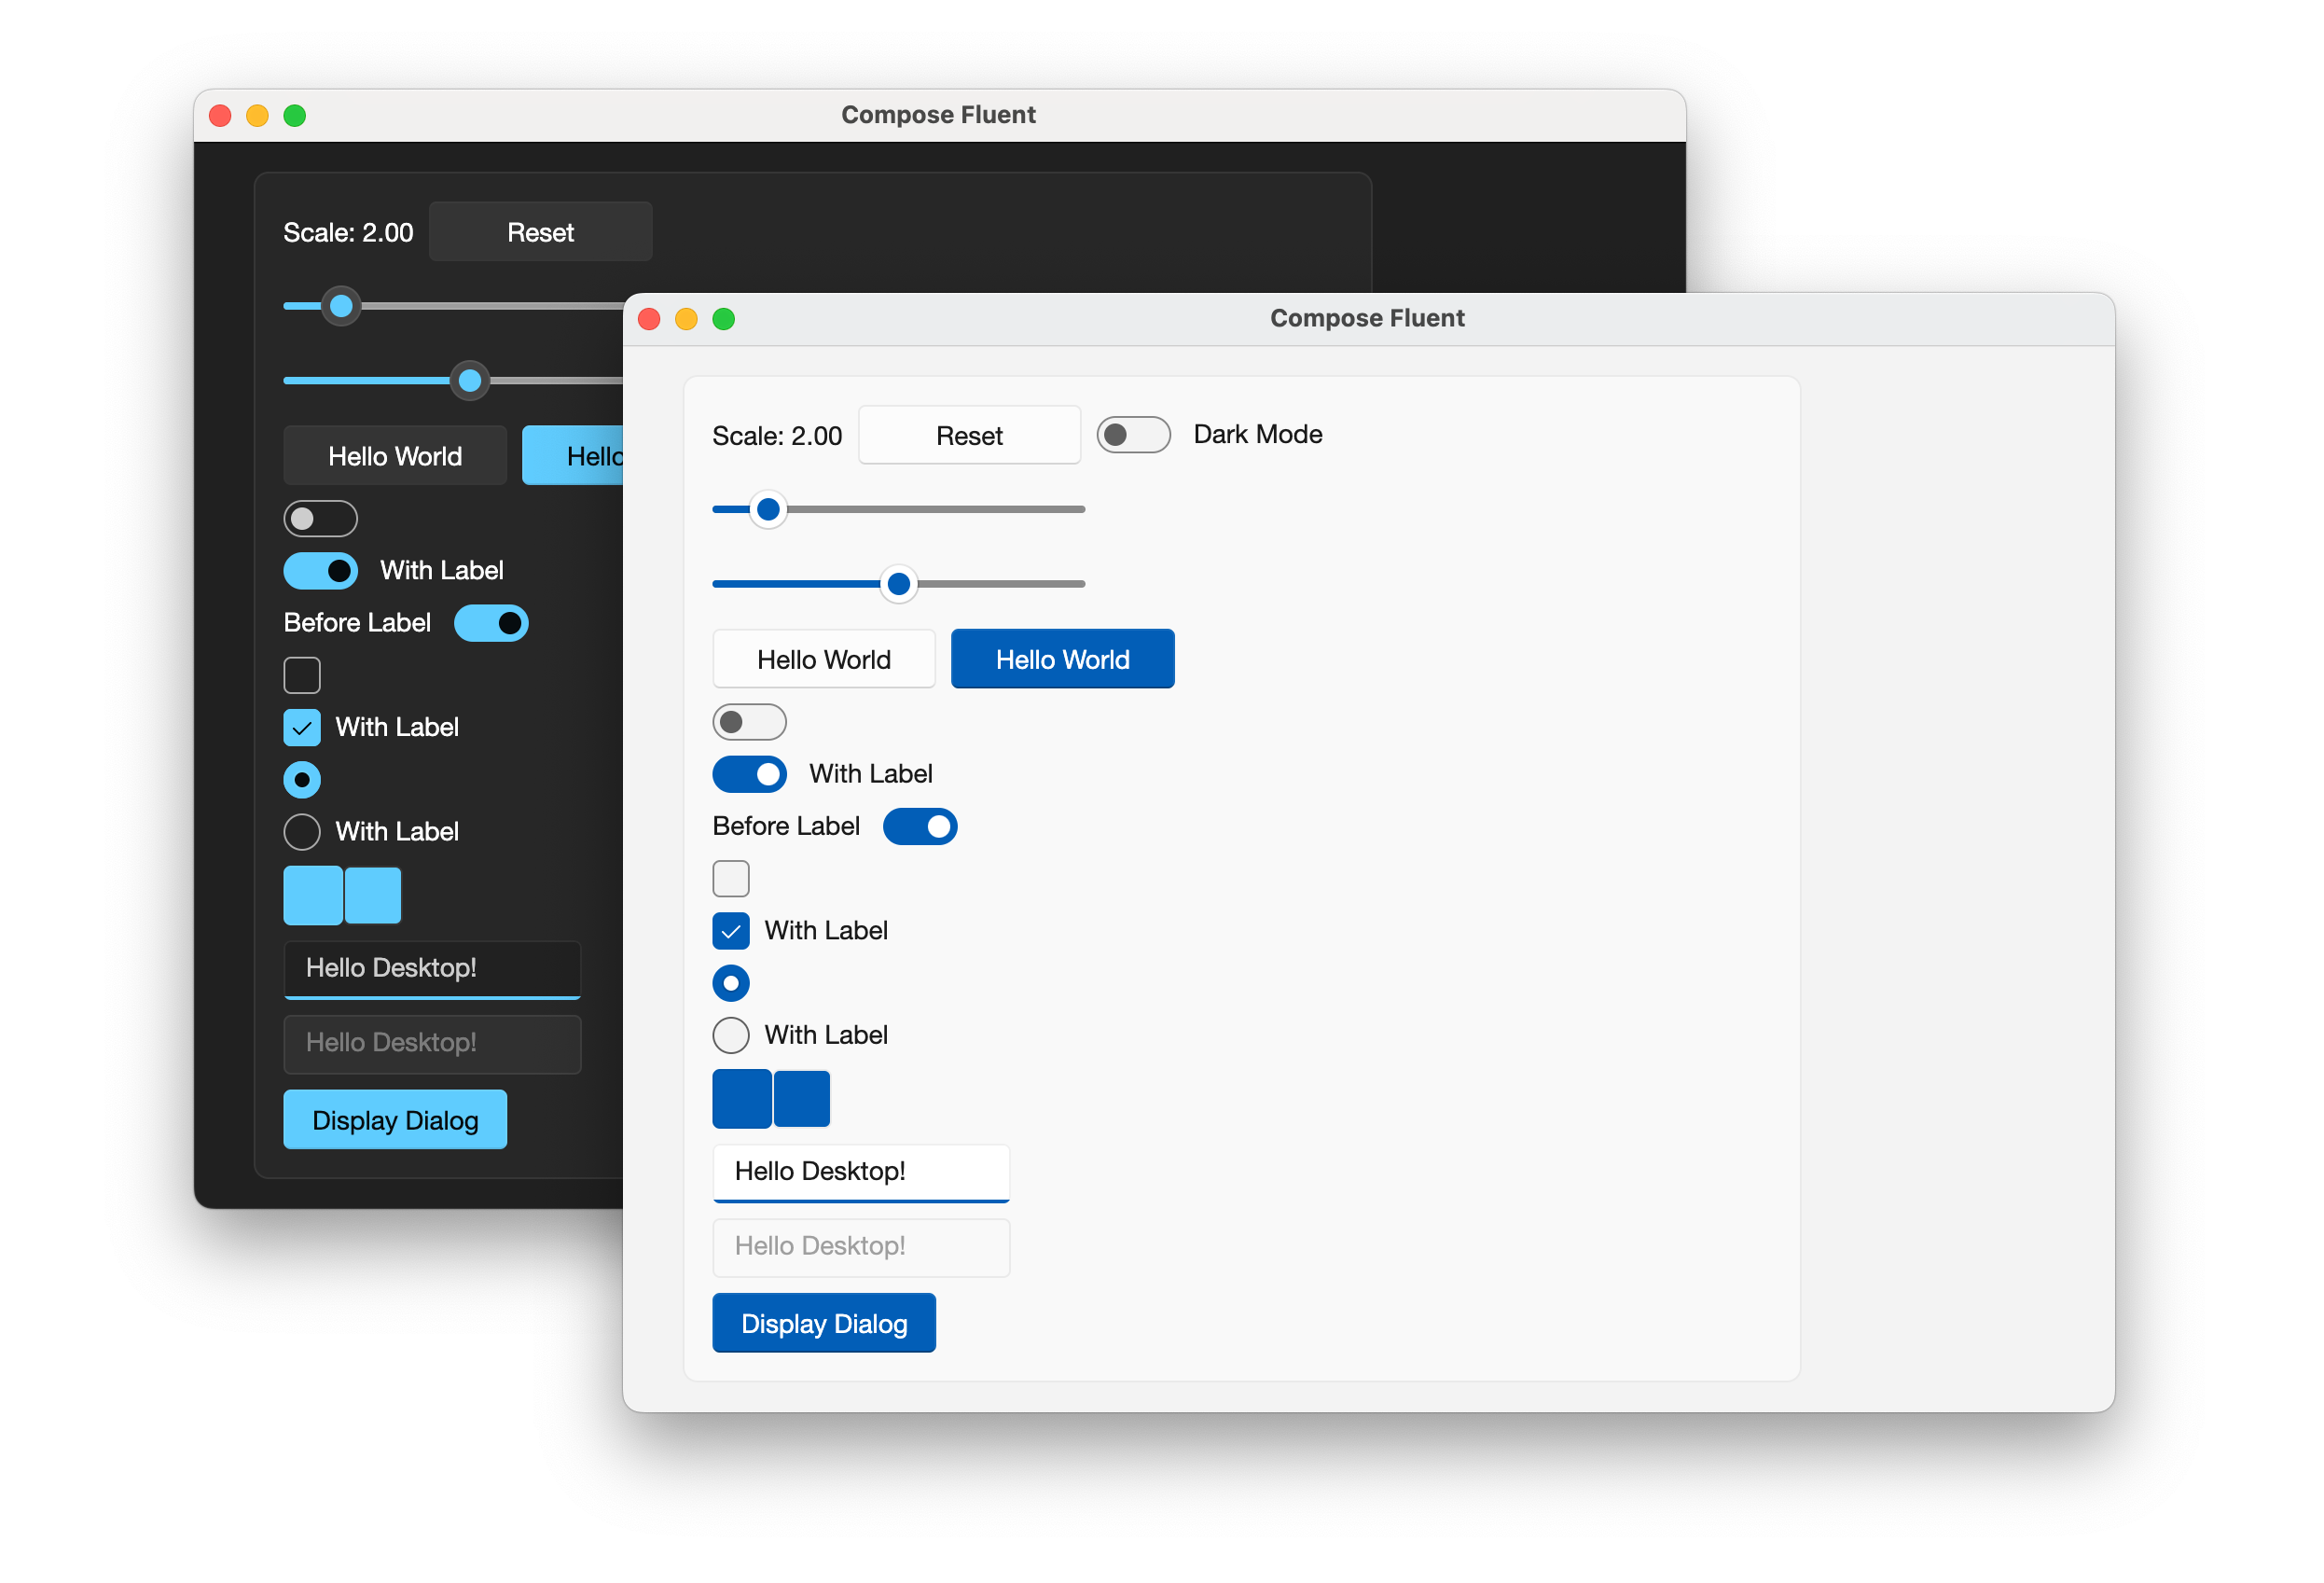 Compose Fluent
Scale: 2.00 Reset
Hello World Hello
With Label
Before Label
With Label
With Label
Hello Desktop!
Hello Desktop!
Display Dialog
Compose Fluent
Scale: 2.00 Reset Dark Mode
Hello World Hello World
With Label
Before Label
With Label
With Label
Hello Desktop!
Hello Desktop!
Display Dialog